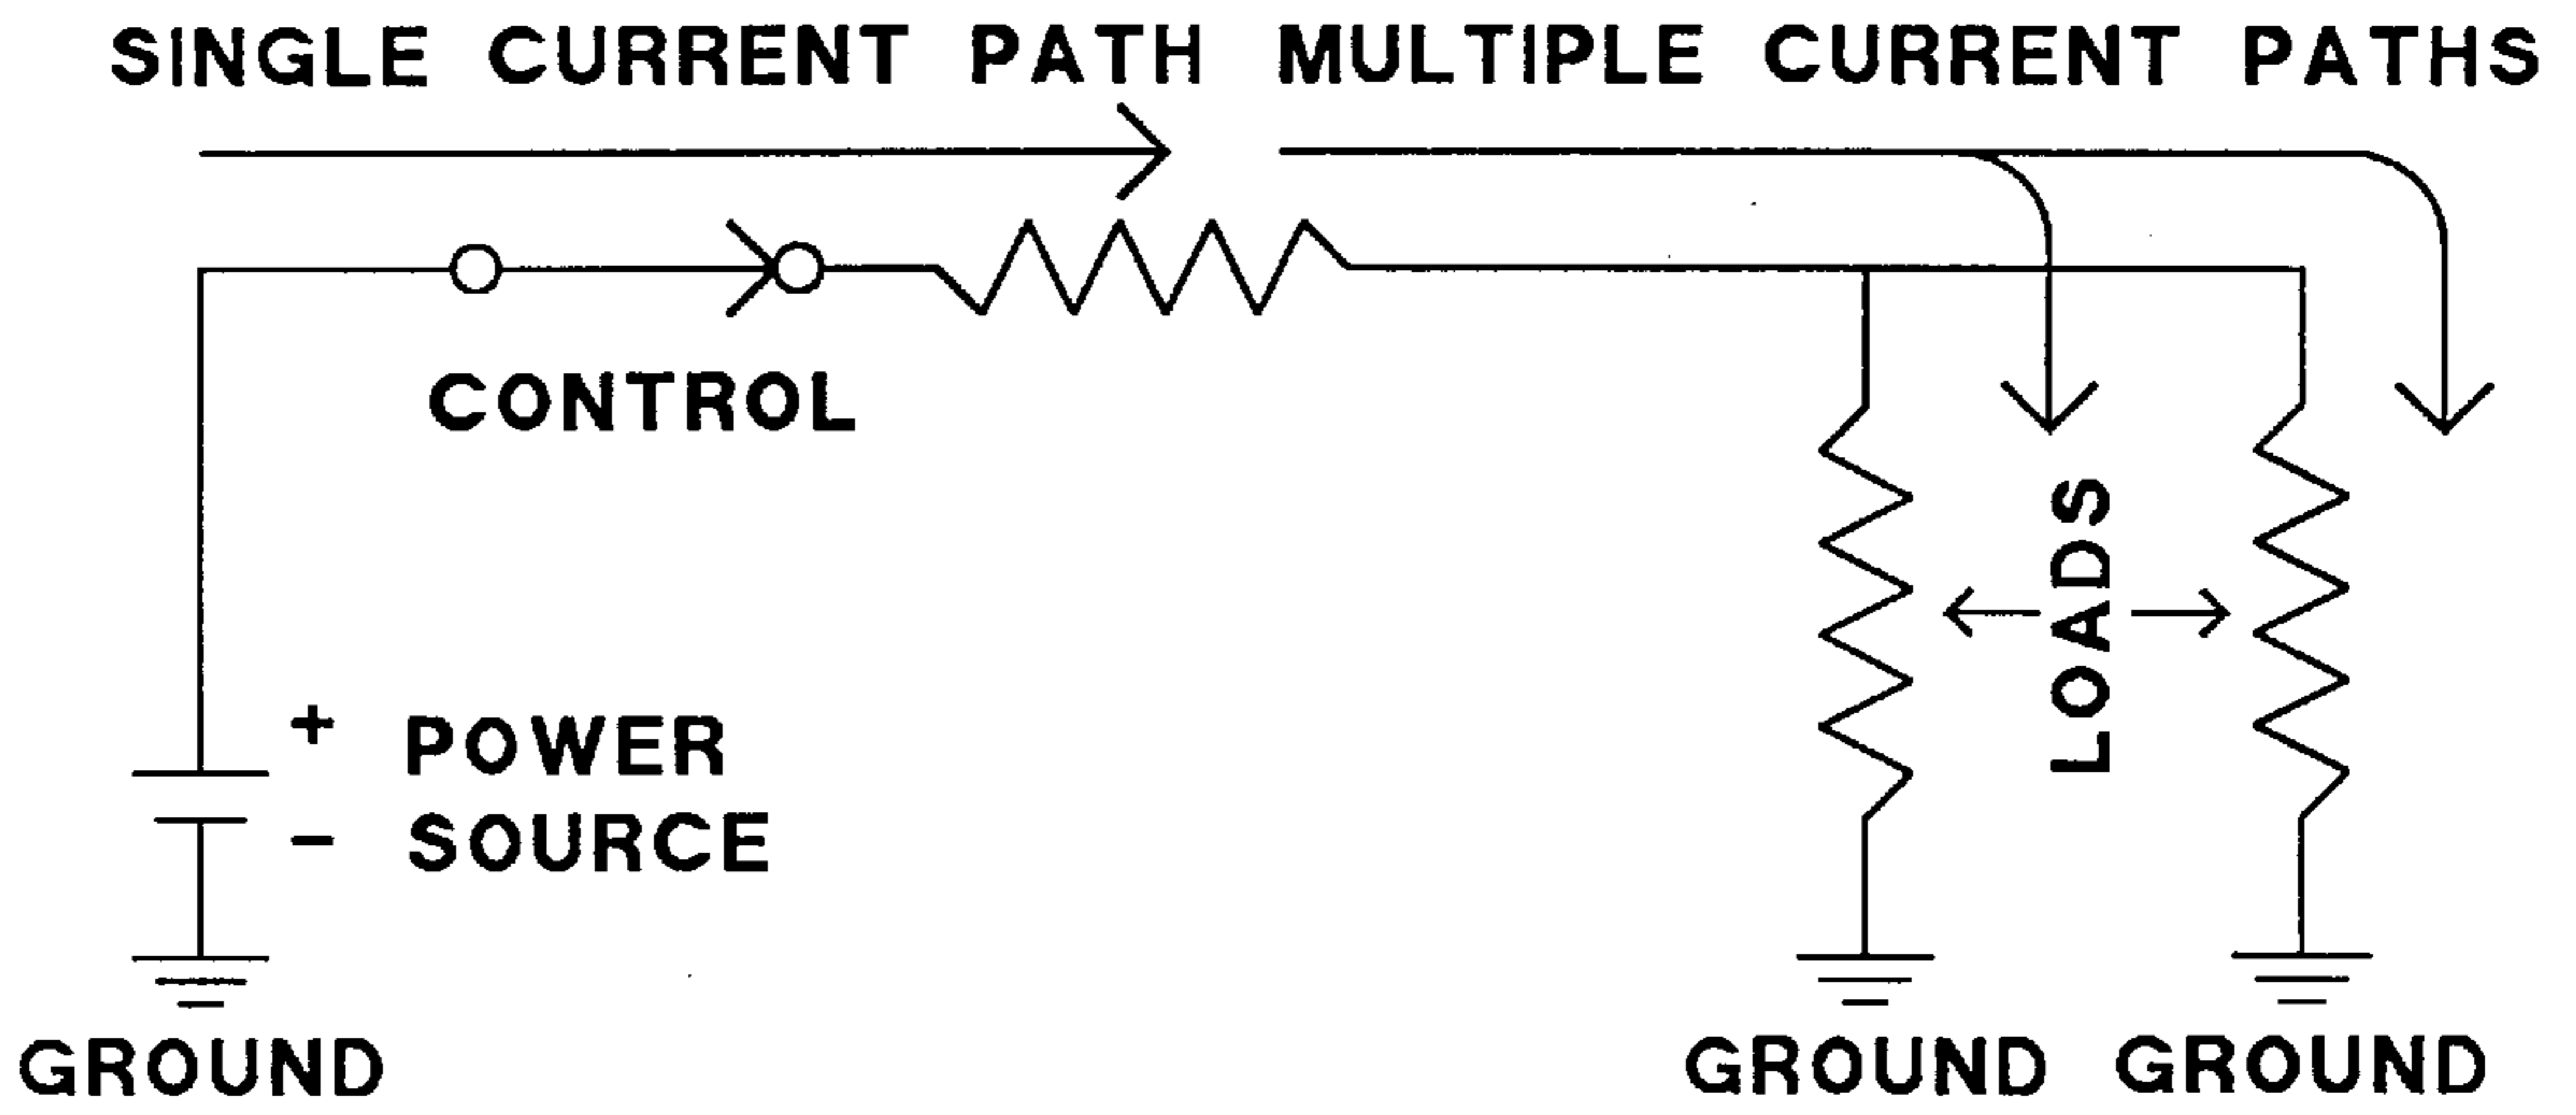 SINGLE CURRENT PATH MULTIPLE CURRENT PATHS
CONTROL
LOADS
+ POWER
- SOURCE
GROUND
GROUND GROUND